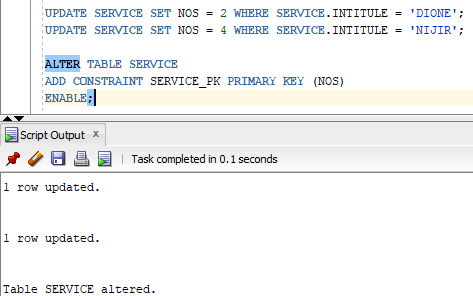 UPDATE SERVICE SET NOS = 2 WHERE SERVICE.INTITULE = 'DIONE';
UPDATE SERVICE SET NOS = 4 WHERE SERVICE.INTITULE = 'NIJIR';
ALTER TABLE SERVICE
ADD CONSTRAINT SERVICE_PK PRIMARY KEY (NOS)
ENABLE;
Script Output x
Task completed in 0.1 seconds
1 row updated.
1 row updated.
Table SERVICE altered.